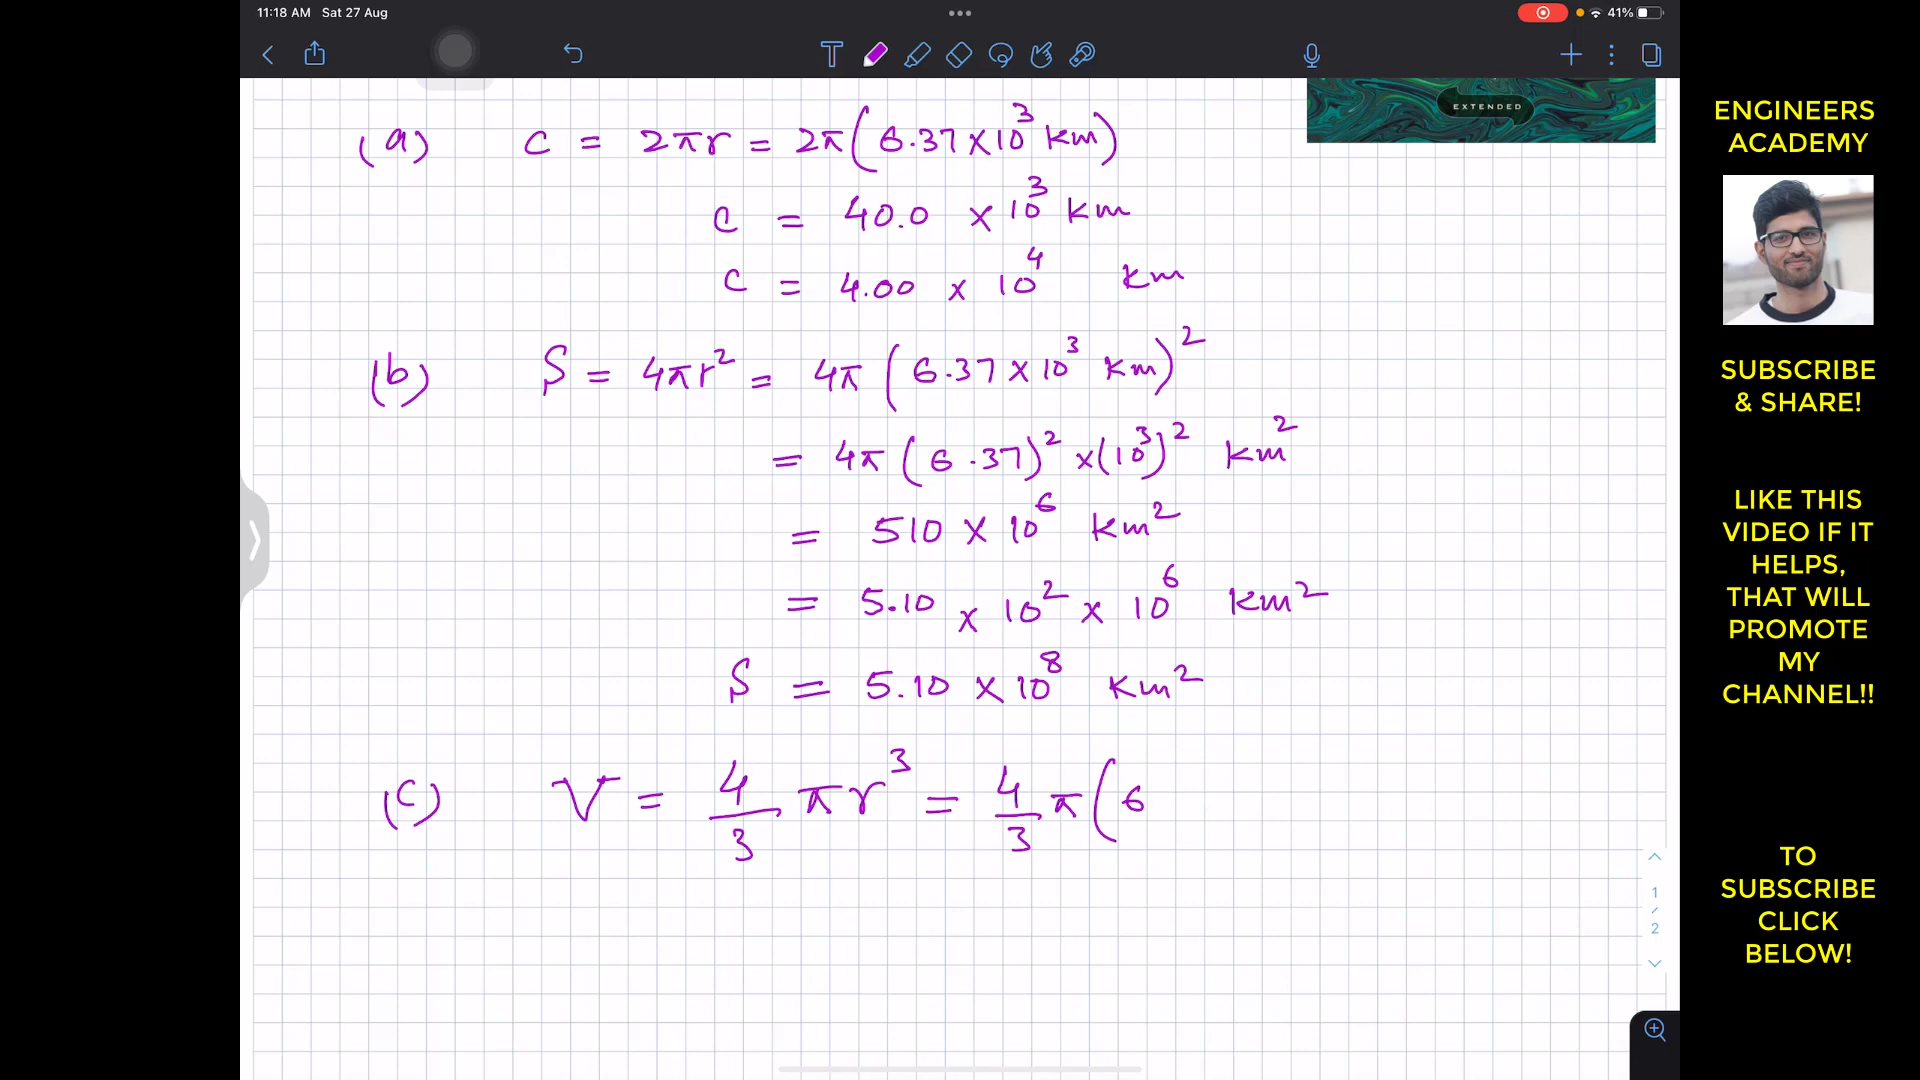 11:18 AM Sat 27 Aug
41%
EXTENDED
(a) C = 2πr = 2π(6.37×10³ km)
C = 40.0 × 10³ km
C = 4.00 × 10⁴ km
(b) S = 4πr² = 4π(6.37×10³ km)²
= 4π(6.37)² ×(10³)² km²
= 510 × 10⁶ km²
= 5.10 × 10² × 10⁶ km²
S = 5.10 × 10⁸ km²
(c) V = 4/3 πr³ = 4/3 π(6
1
/
2
ENGINEERS
ACADEMY
SUBSCRIBE
& SHARE!
LIKE THIS
VIDEO IF IT
HELPS,
THAT WILL
PROMOTE
MY
CHANNEL!!
TO
SUBSCRIBE
CLICK
BELOW!